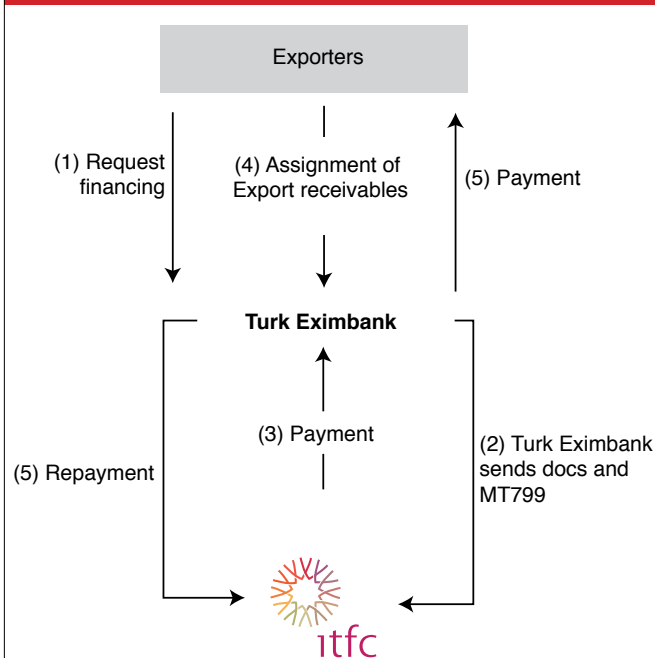 Exporters
(1) Request
financing
(4) Assignment of
Export receivables
(5) Payment
Turk Eximbank
(3) Payment
(5) Repayment
(2) Turk Eximbank
sends docs and
MT799
itfc